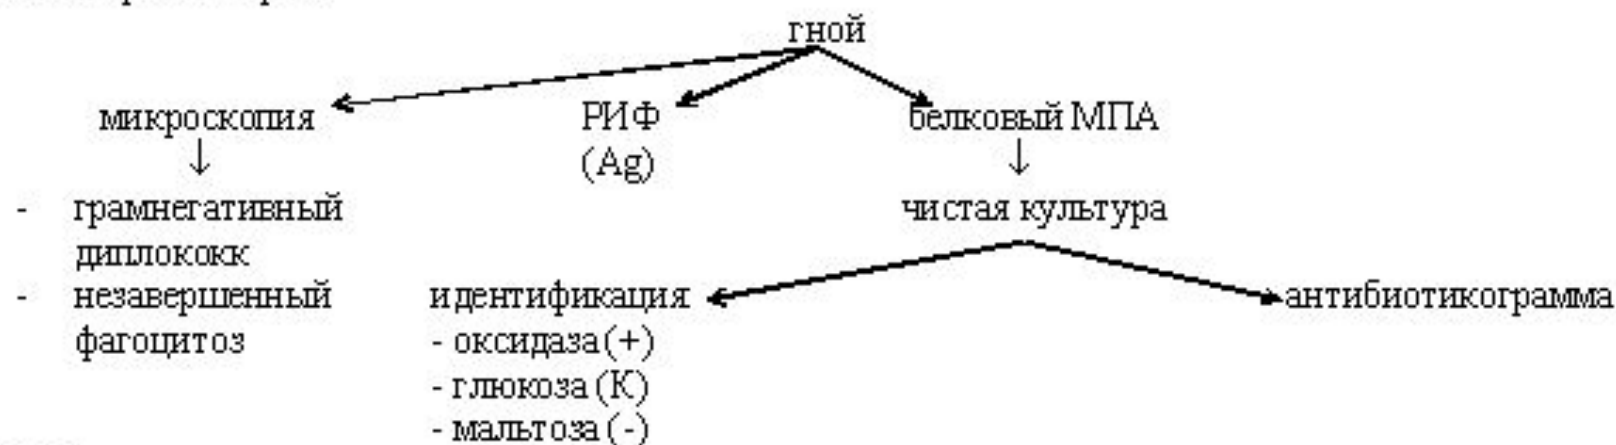 гной
микроскопия
РИФ
(Ag)
белковый МПА
- грамнегативный
диплококк
- незавершенный
фагоцитоз
чистая культура
идентификация
- оксидаза (+)
- глюкоза (К)
- мальтоза (-)
антибиотикограмма